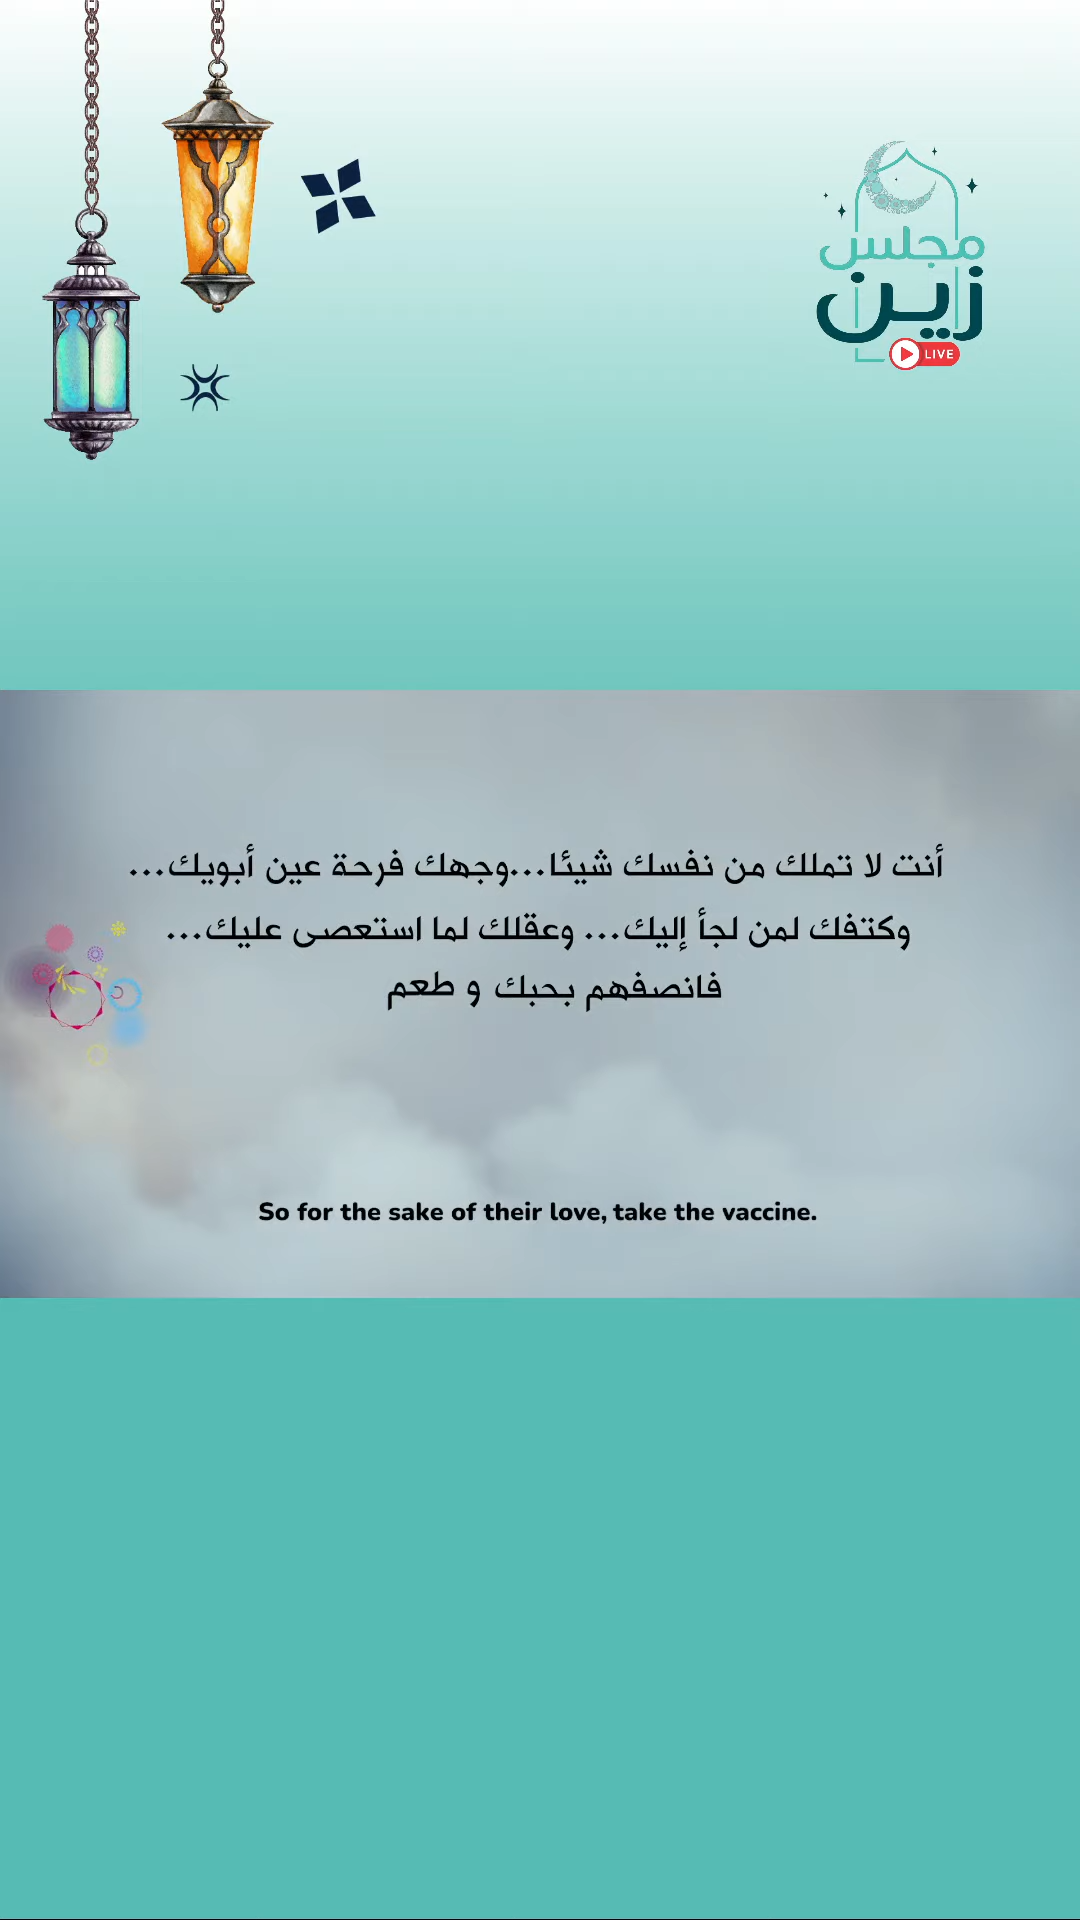 مجلس
زين
LIVE
أنت لا تملك من نفسك شيئا...وجهك فرحة عين أبويك...
وكتفك لمن لجأ إليك... وعقلك لما استعصى عليك...
فانصفهم بحبك و طعم
So for the sake of their love, take the vaccine.